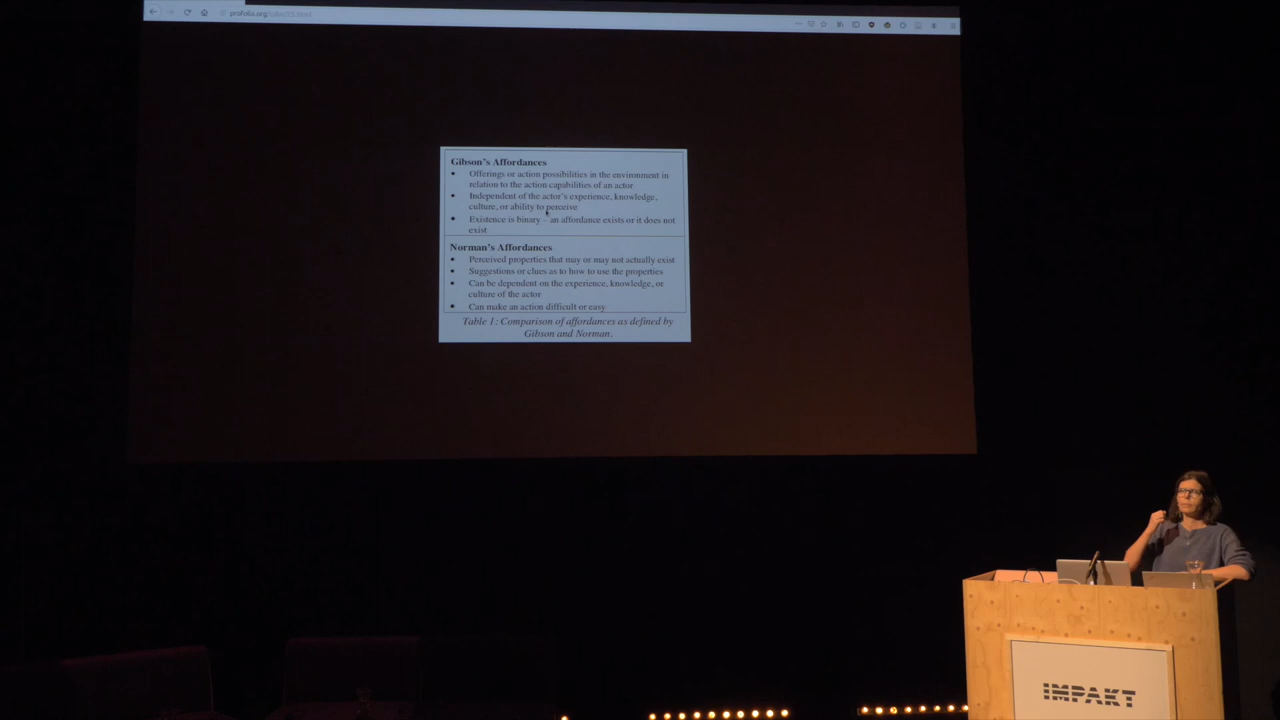 profolia.org/
Gibson's Affordances
• Offerings or action possibilities in the environment in
relation to the action capabilities of an actor
• Independent of the actor's experience, knowledge,
culture, or ability to perceive
• Existence is binary – an affordance exists or it does not
exist
Norman's Affordances
• Perceived properties that may or may not actually exist
• Suggestions or clues as to how to use the properties
• Can be dependent on the experience, knowledge, or
culture of the actor
• Can make an action difficult or easy
Table 1: Comparison of affordances as defined by
Gibson and Norman.
IMPAKT